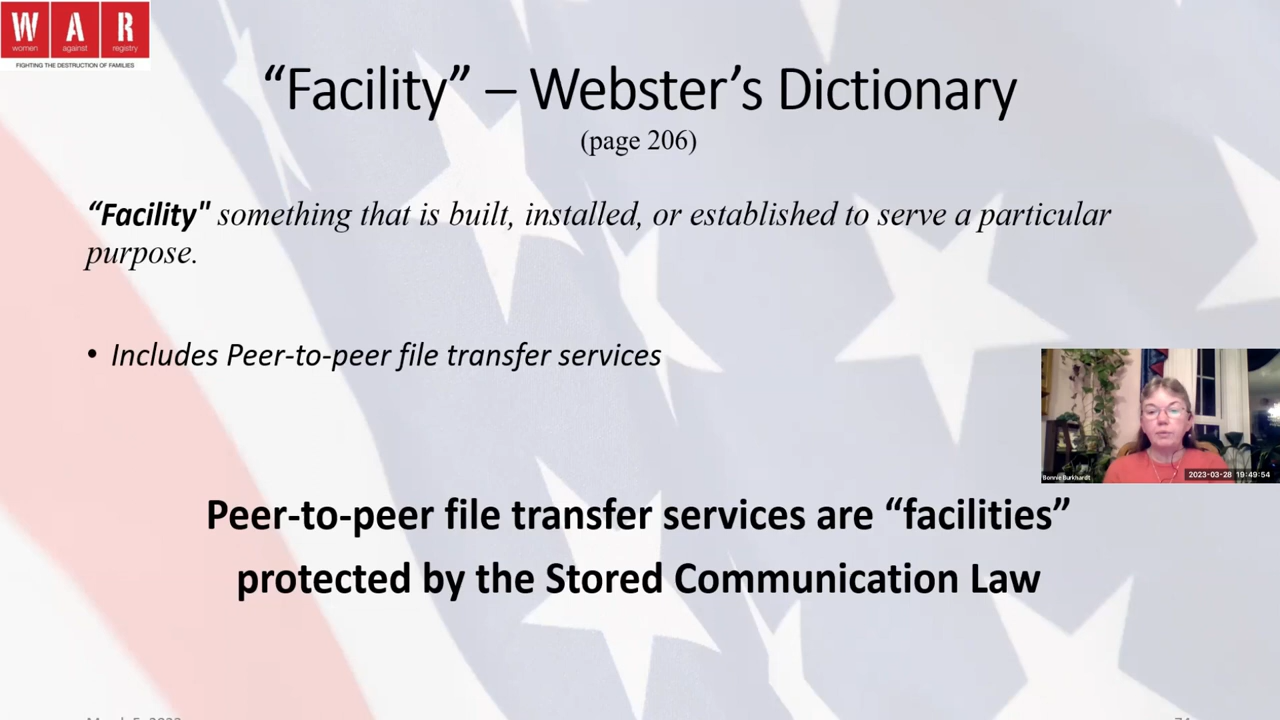 W A R
women against registry
FIGHTING THE DESTRUCTION OF FAMILIES
“Facility” – Webster’s Dictionary
(page 206)
“Facility" something that is built, installed, or established to serve a particular
purpose.
• Includes Peer-to-peer file transfer services
Bonnie Burkhardt
2023-03-28 19:49:54
Peer-to-peer file transfer services are “facilities”
protected by the Stored Communication Law